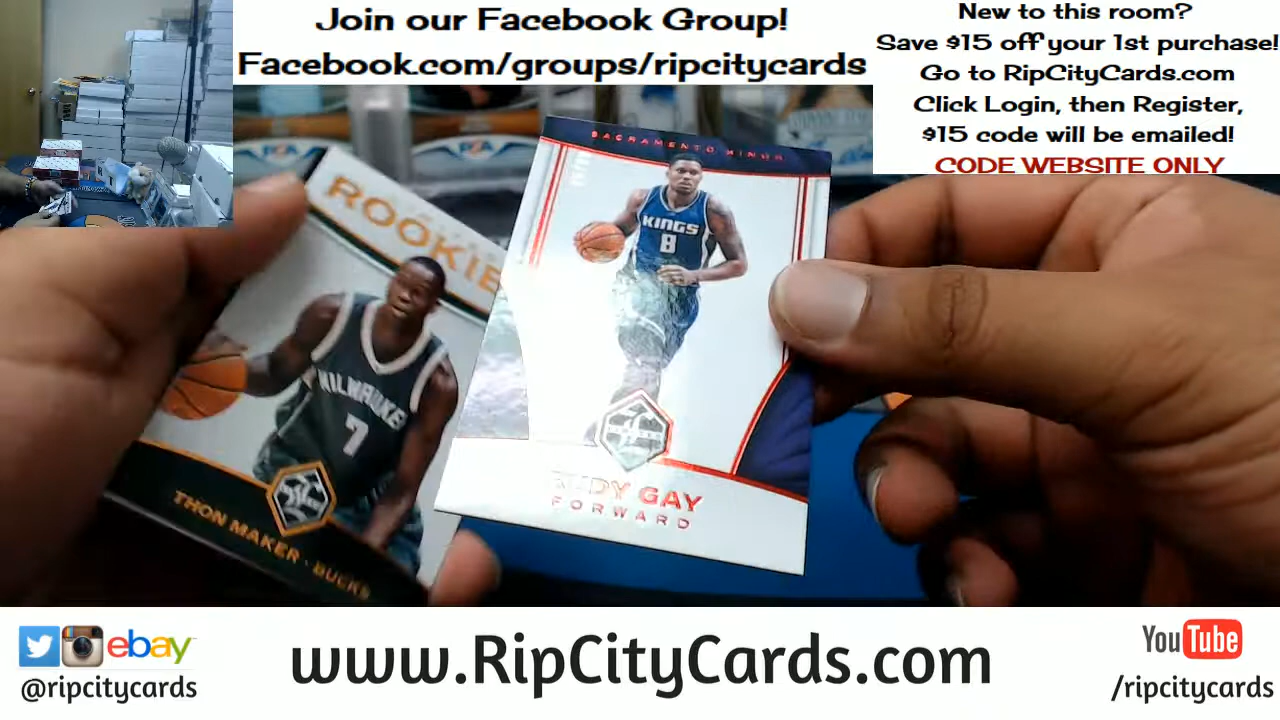 Join our Facebook Group!
Facebook.com/groups/ripcitycards
New to this room?
Save $15 off your 1st purchase!
Go to RipCityCards.com
Click Login, then Register,
$15 code will be emailed!
CODE WEBSITE ONLY
SACRAMENTO KINGS
KINGS
8
RUDY GAY
FORWARD
ROOKIE
MILWAUKEE
7
THON MAKER · BUCKS
ebay
@ripcitycards
www.RipCityCards.com
YouTube
/ripcitycards